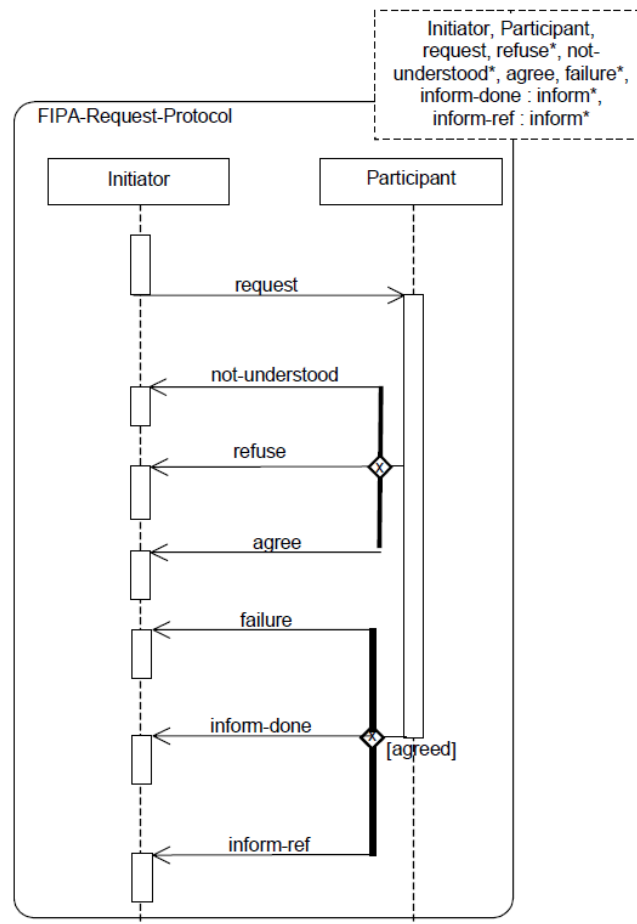 Initiator, Participant,
request, refuse*, not-
understood*, agree, failure*,
inform-done : inform*,
inform-ref : inform*
FIPA-Request-Protocol
Initiator
Participant
request
not-understood
refuse
X
agree
failure
inform-done
X
[agreed]
inform-ref